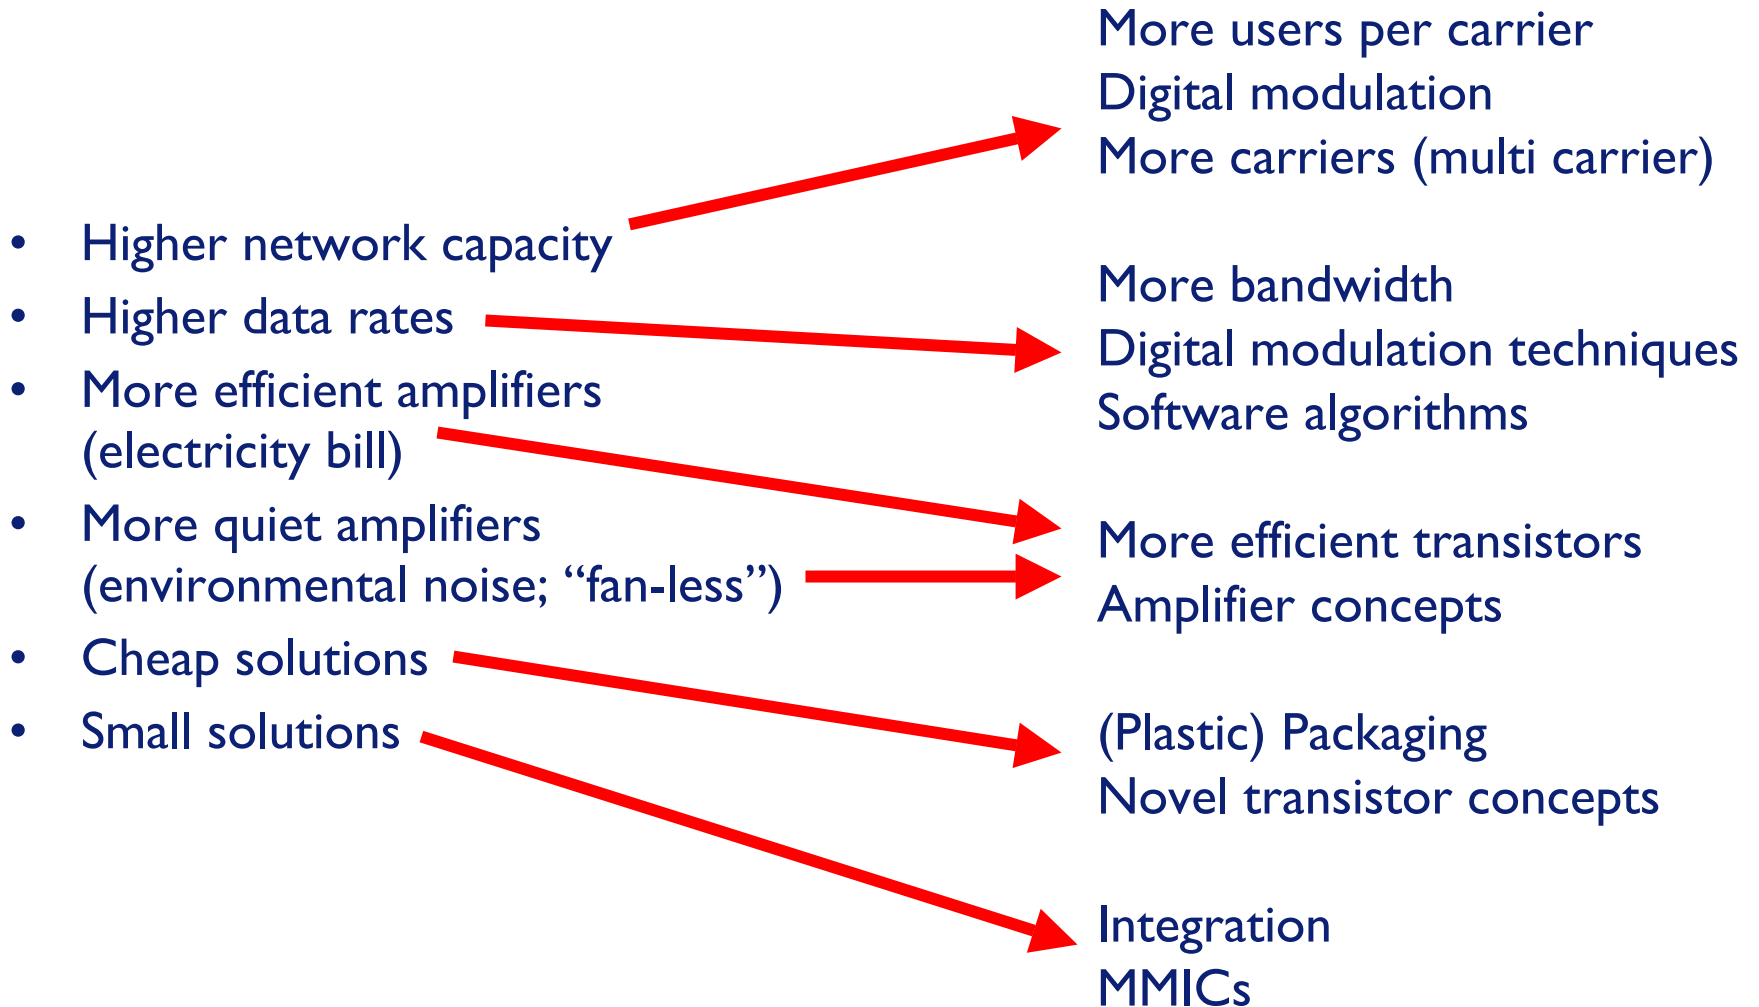 • Higher network capacity
• Higher data rates
• More efficient amplifiers
(electricity bill)
• More quiet amplifiers
(environmental noise; “fan-less”)
• Cheap solutions
• Small solutions
More users per carrier
Digital modulation
More carriers (multi carrier)
More bandwidth
Digital modulation techniques
Software algorithms
More efficient transistors
Amplifier concepts
(Plastic) Packaging
Novel transistor concepts
Integration
MMICs